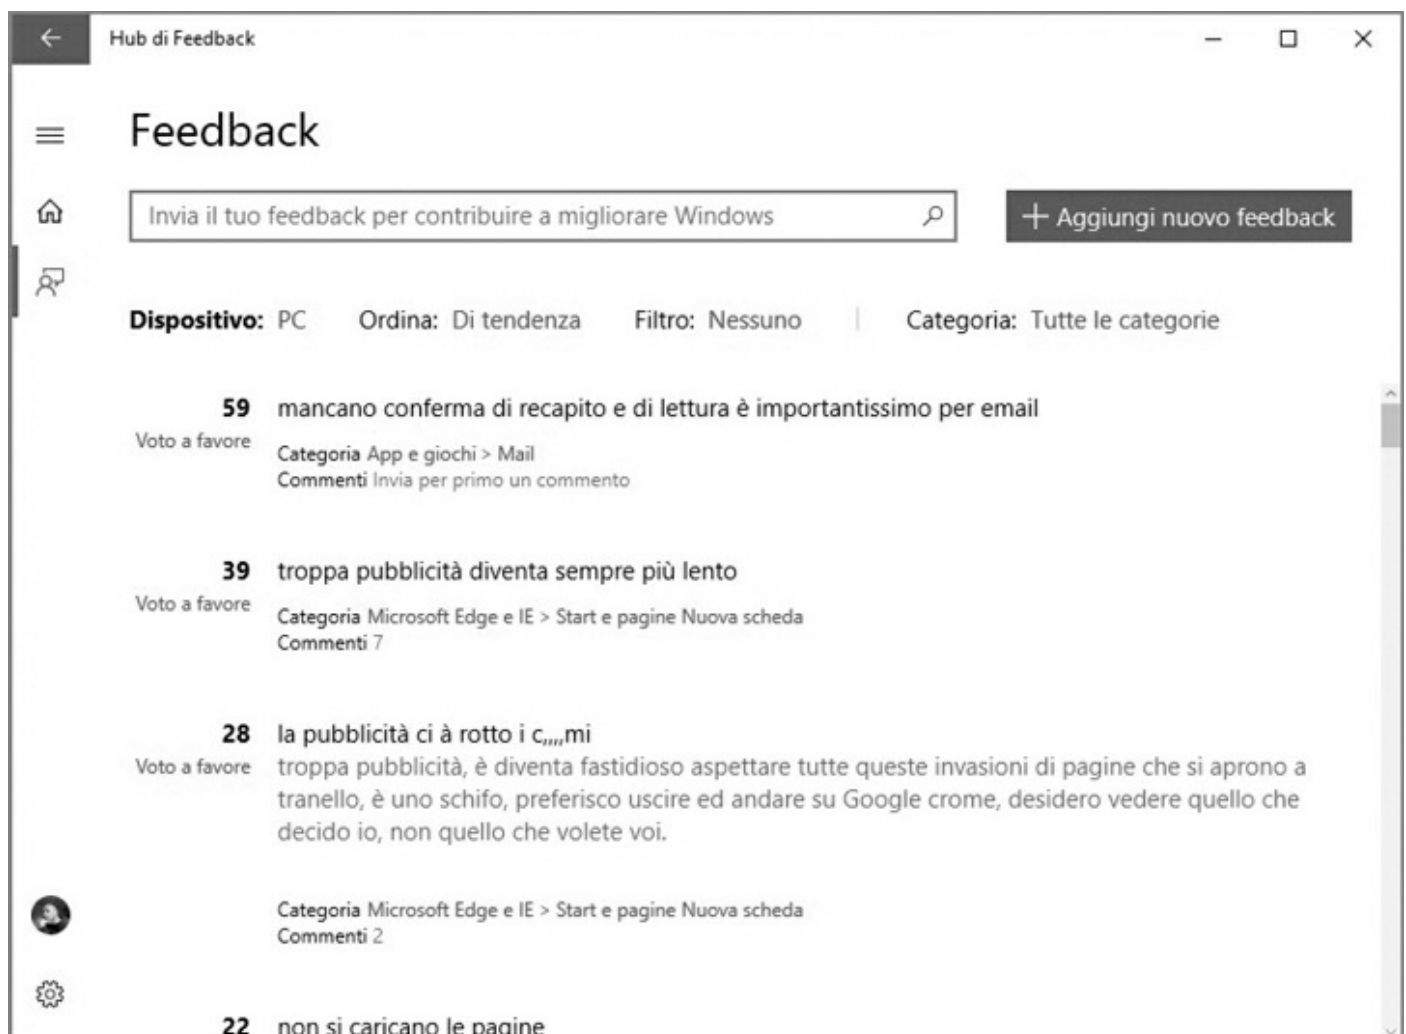 Hub di Feedback
Feedback
Invia il tuo feedback per contribuire a migliorare Windows
+ Aggiungi nuovo feedback
Dispositivo: PC Ordina: Di tendenza Filtro: Nessuno | Categoria: Tutte le categorie
59 mancano conferma di recapito e di lettura è importantissimo per email
Voto a favore
Categoria App e giochi > Mail
Commenti Invia per primo un commento
39 troppa pubblicità diventa sempre più lento
Voto a favore
Categoria Microsoft Edge e IE > Start e pagine Nuova scheda
Commenti 7
28 la pubblicità ci à rotto i c,,,,mi
Voto a favore troppa pubblicità, è diventa fastidioso aspettare tutte queste invasioni di pagine che si aprono a
tranello, è uno schifo, preferisco uscire ed andare su Google crome, desidero vedere quello che
decido io, non quello che volete voi.
Categoria Microsoft Edge e IE > Start e pagine Nuova scheda
Commenti 2
22 non si caricano le pagine